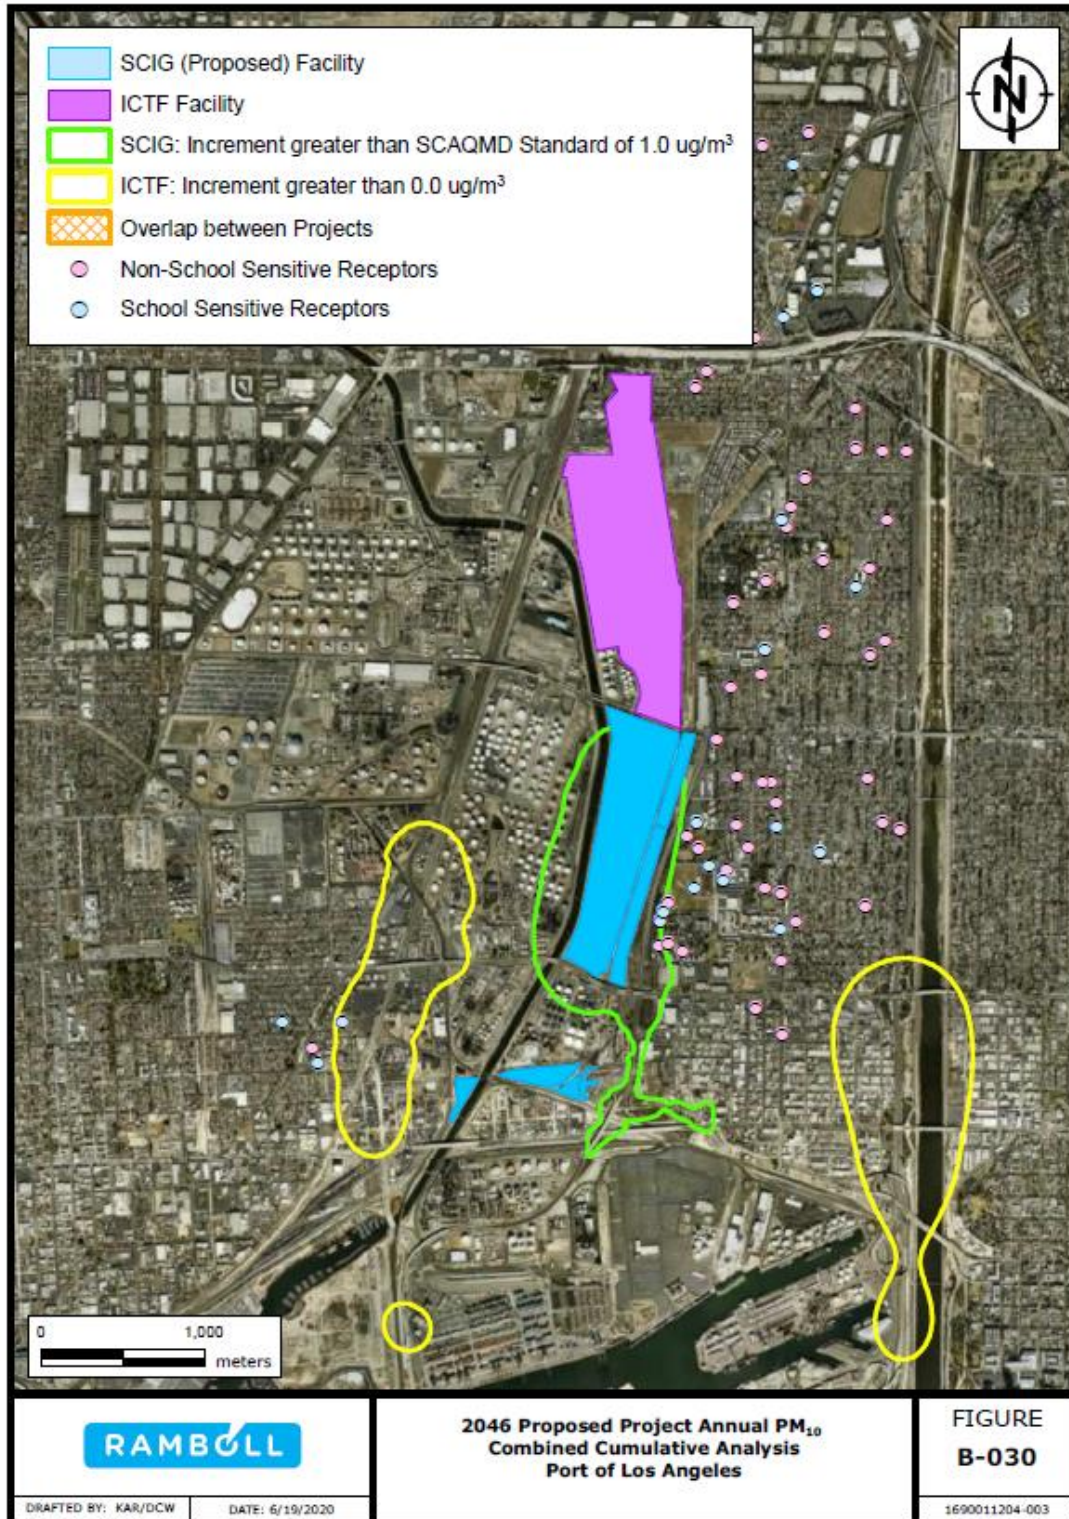 SCIG (Proposed) Facility
ICTF Facility
SCIG: Increment greater than SCAQMD Standard of 1.0 ug/m³
ICTF: Increment greater than 0.0 ug/m³
Overlap between Projects
Non-School Sensitive Receptors
School Sensitive Receptors
N
0 1,000
meters
RAMBOLL
DRAFTED BY: KAR/DCW
DATE: 6/19/2020
2046 Proposed Project Annual PM₁₀
Combined Cumulative Analysis
Port of Los Angeles
FIGURE
B-030
1690011204-003